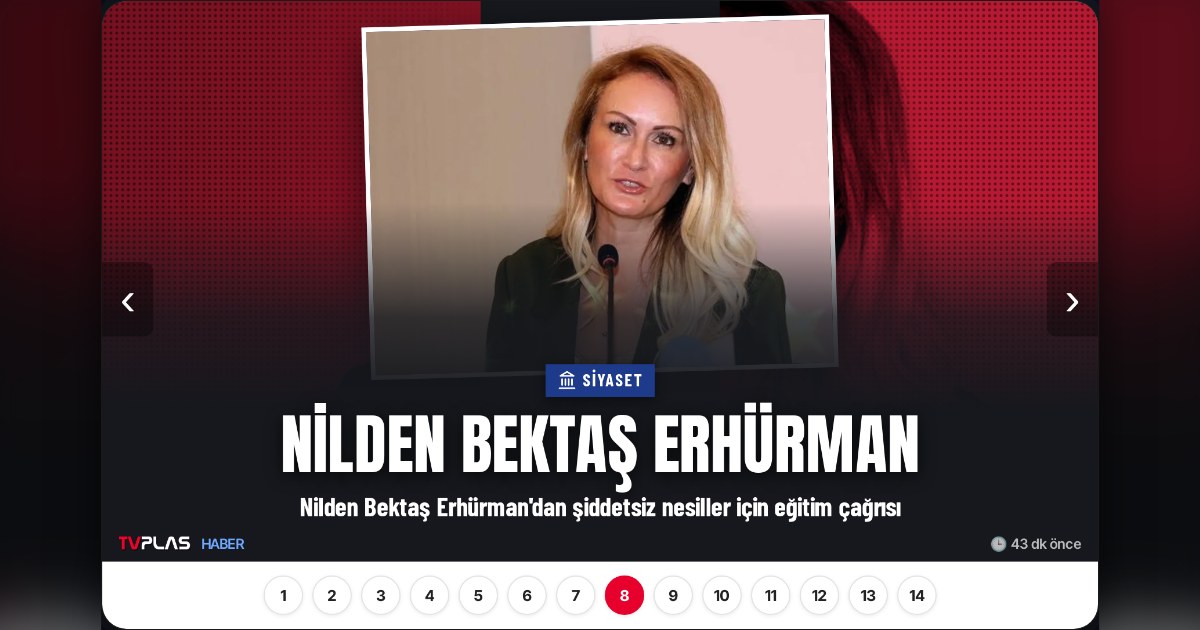 SİYASET
NİLDEN BEKTAŞ ERHÜRMAN
Nilden Bektaş Erhürman'dan şiddetsiz nesiller için eğitim çağrısı
TVPLAS HABER
43 dk önce
1 2 3 4 5 6 7 8 9 10 11 12 13 14